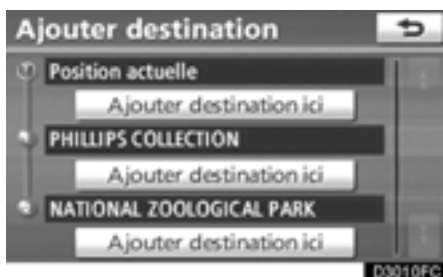 Ajouter destination
Position actuelle
Ajouter destination ici
PHILLIPS COLLECTION
Ajouter destination ici
NATIONAL ZOOLOGICAL PARK
Ajouter destination ici
D3010FC